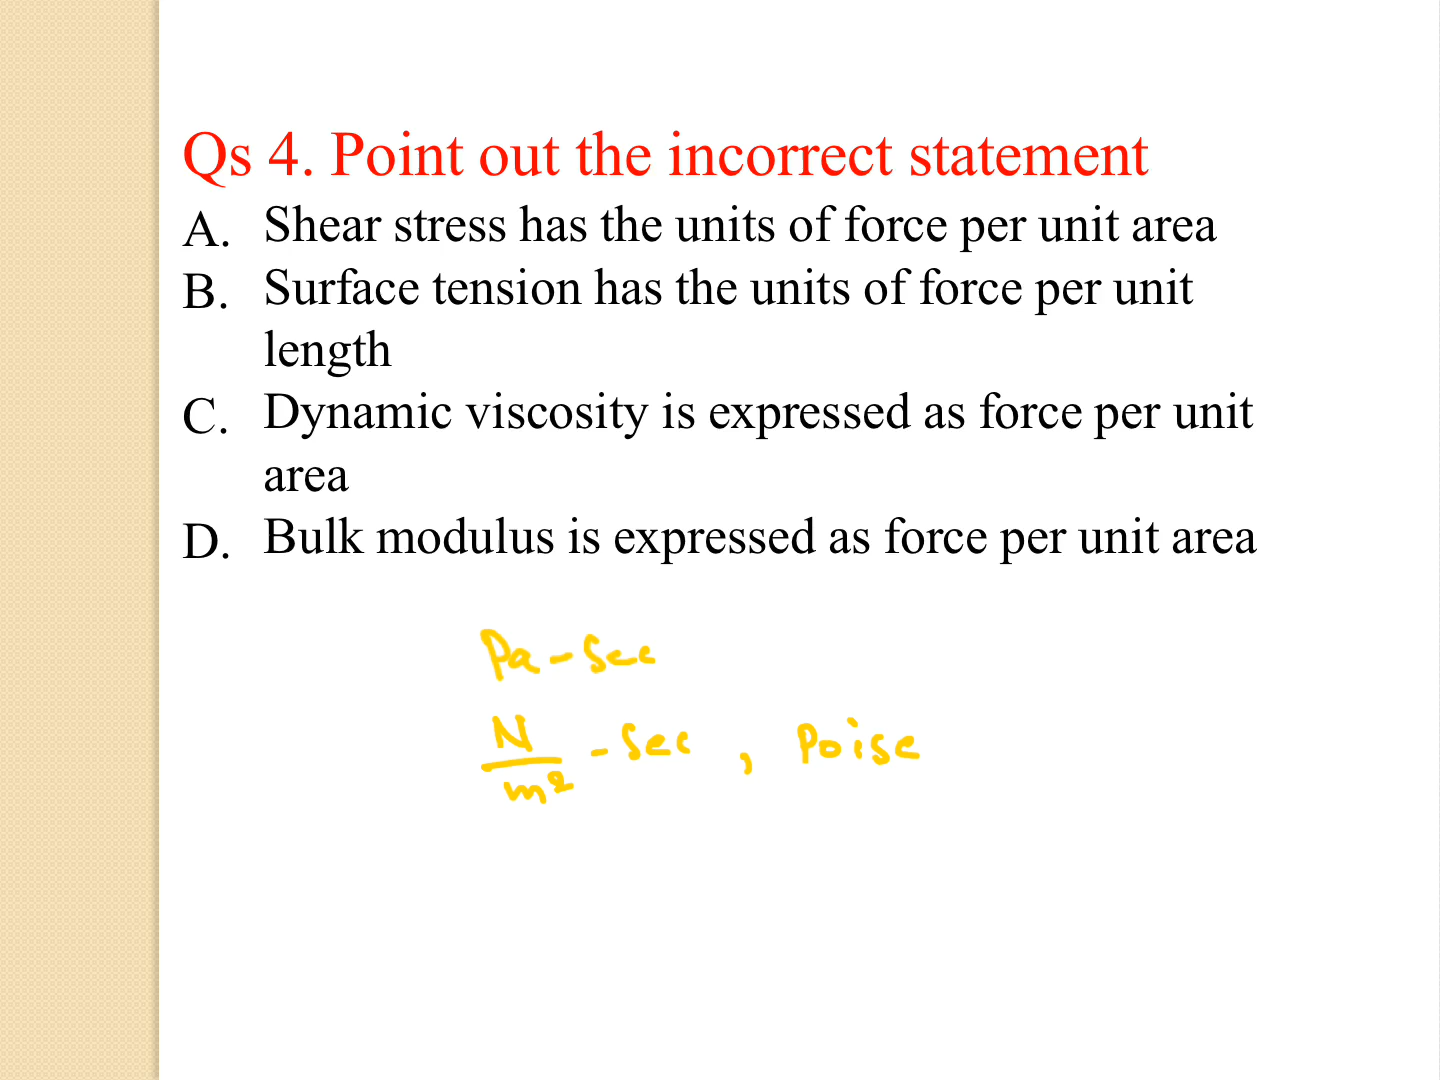 Qs 4. Point out the incorrect statement
A. Shear stress has the units of force per unit area
B. Surface tension has the units of force per unit
length
C. Dynamic viscosity is expressed as force per unit
area
D. Bulk modulus is expressed as force per unit area
Pa - Sec
N/m² - Sec , Poise